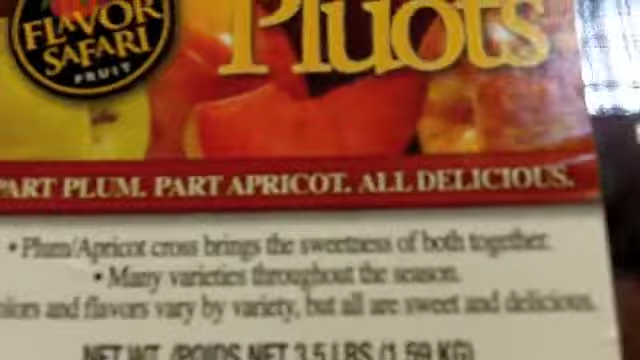 FLAVOR
SAFARI
FRUIT
Pluots
PART PLUM. PART APRICOT. ALL DELICIOUS.
• Plum/Apricot cross brings the sweetness of both together.
• Many varieties throughout the season.
and flavors vary by variety, but all are sweet and delicious.
NET WT. /POIDS NET 3.5 LBS (1.59 KG)